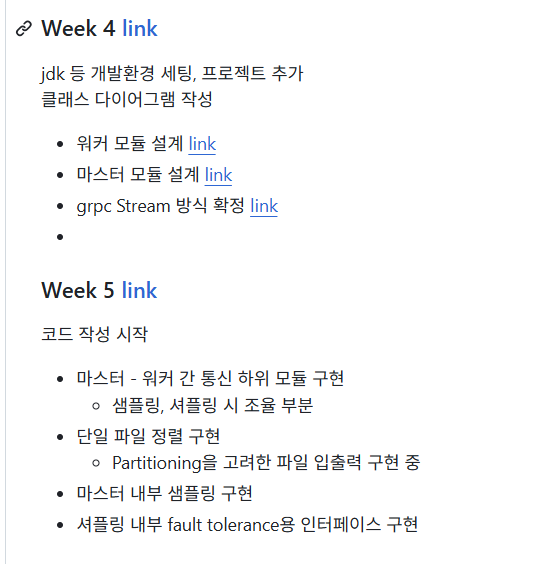 Week 4 link
jdk 등 개발환경 세팅, 프로젝트 추가
클래스 다이어그램 작성
워커 모듈 설계 link
마스터 모듈 설계 link
grpc Stream 방식 확정 link
Week 5 link
코드 작성 시작
마스터 - 워커 간 통신 하위 모듈 구현
샘플링, 셔플링 시 조율 부분
단일 파일 정렬 구현
Partitioning을 고려한 파일 입출력 구현 중
마스터 내부 샘플링 구현
셔플링 내부 fault tolerance용 인터페이스 구현